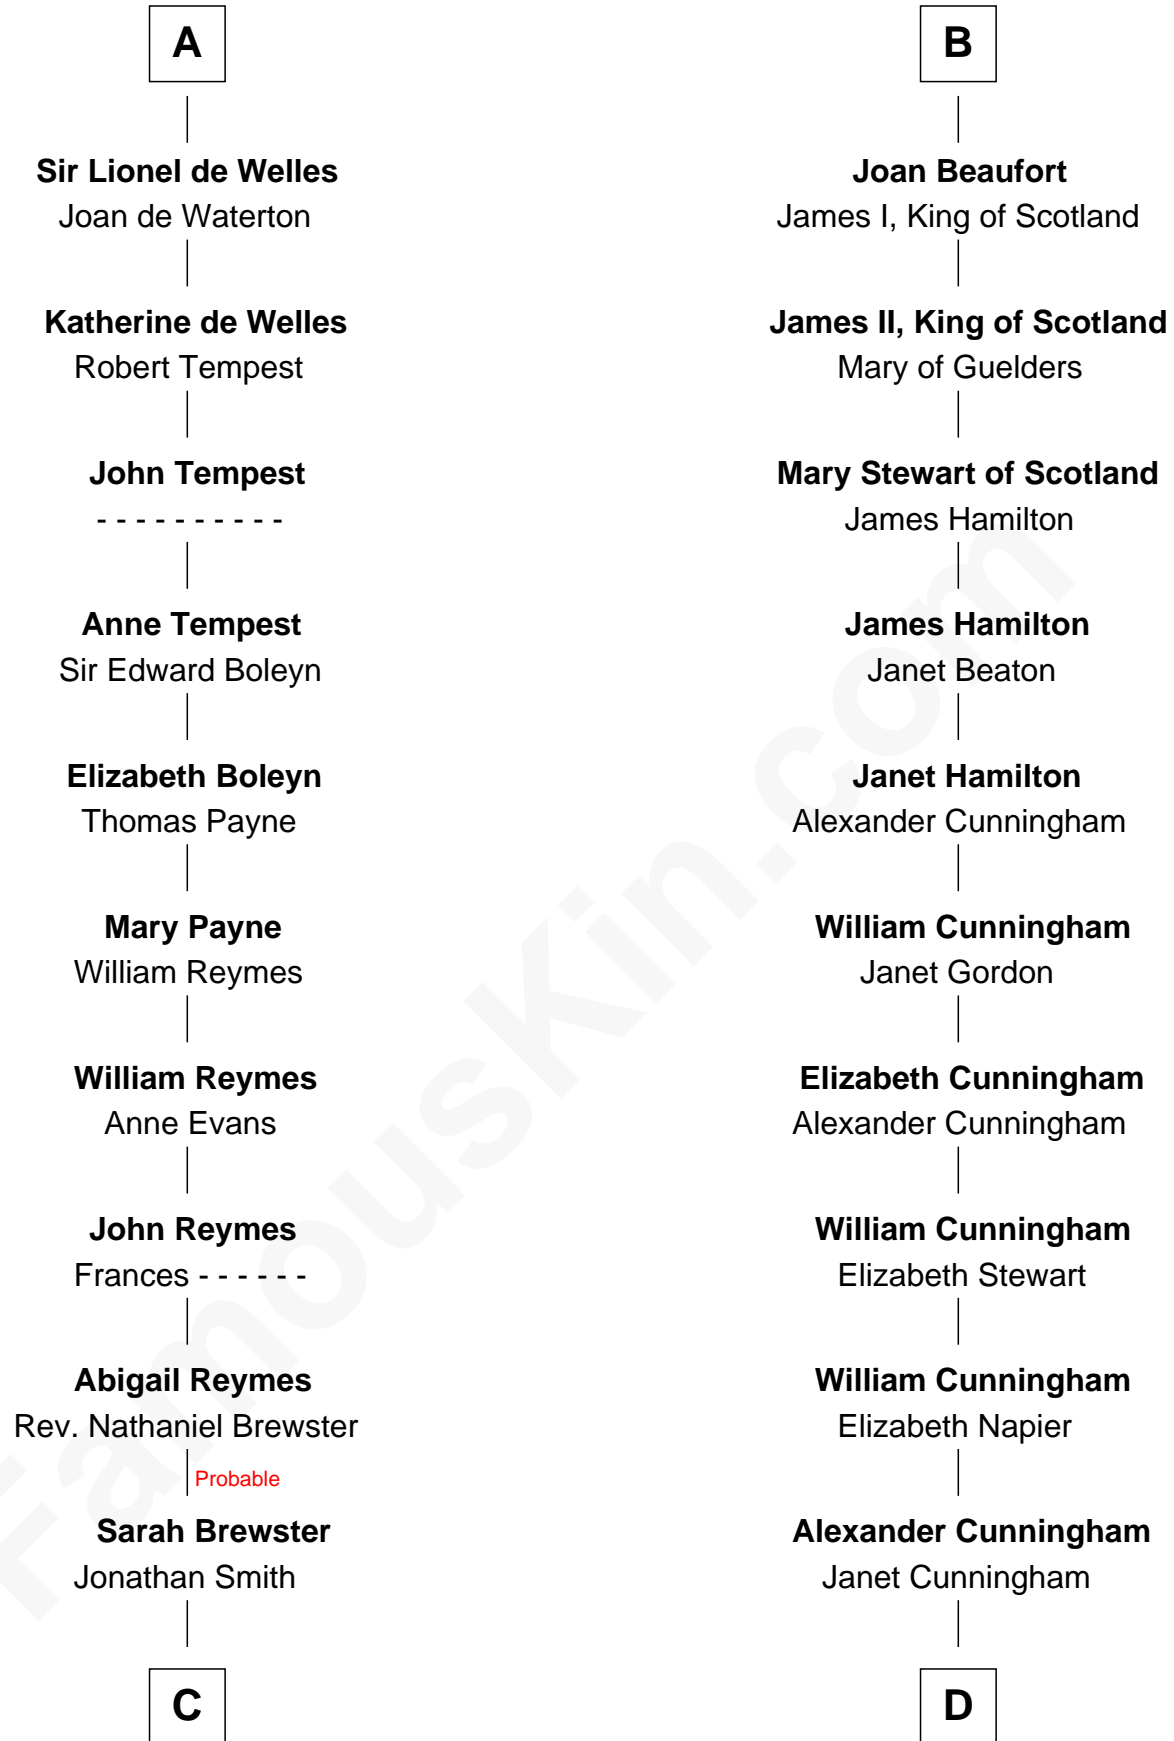 A
Sir Lionel de Welles
Joan de Waterton
Katherine de Welles
Robert Tempest
John Tempest
- - - - - - - - - -
Anne Tempest
Sir Edward Boleyn
Elizabeth Boleyn
Thomas Payne
Mary Payne
William Reymes
William Reymes
Anne Evans
John Reymes
Frances - - - - - -
Abigail Reymes
Rev. Nathaniel Brewster
Probable
Sarah Brewster
Jonathan Smith
C
B
Joan Beaufort
James I, King of Scotland
James II, King of Scotland
Mary of Guelders
Mary Stewart of Scotland
James Hamilton
James Hamilton
Janet Beaton
Janet Hamilton
Alexander Cunningham
William Cunningham
Janet Gordon
Elizabeth Cunningham
Alexander Cunningham
William Cunningham
Elizabeth Stewart
William Cunningham
Elizabeth Napier
Alexander Cunningham
Janet Cunningham
D
FamousKin.com